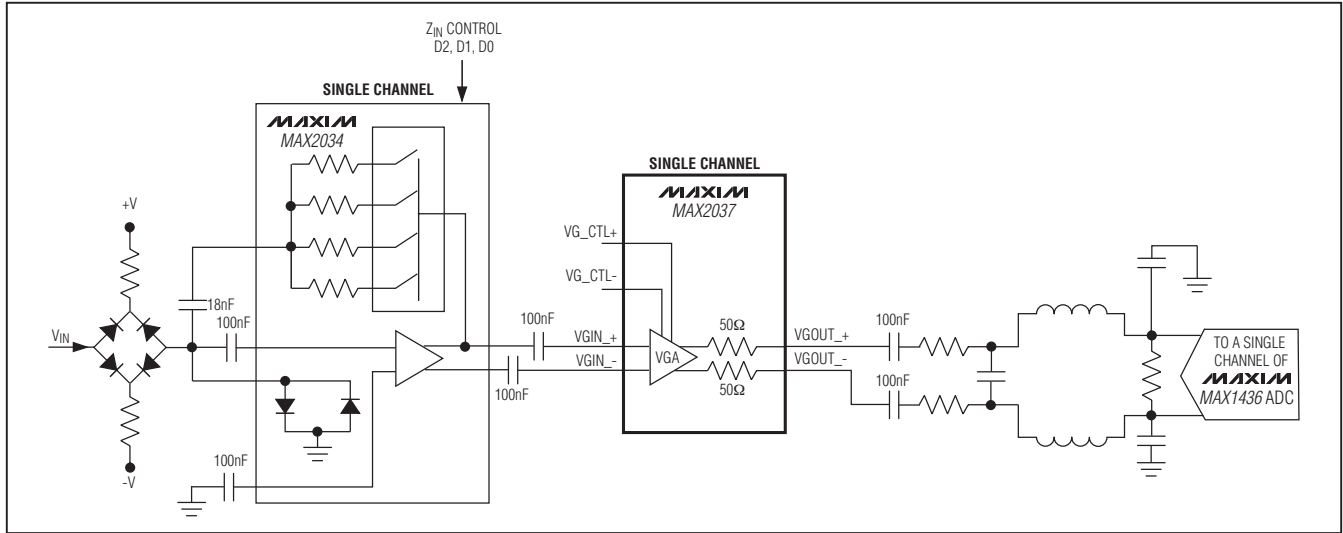 Z_IN CONTROL
D2, D1, D0
SINGLE CHANNEL
MAXIM
MAX2034
+V
18nF
100nF
V_IN
-V
100nF
100nF
100nF
SINGLE CHANNEL
MAXIM
MAX2037
VG_CTL+
VG_CTL-
VGIN_+
VGIN_-
VGA
50Ω
50Ω
VGOUT_+
VGOUT_-
100nF
100nF
TO A SINGLE
CHANNEL OF
MAXIM
MAX1436 ADC